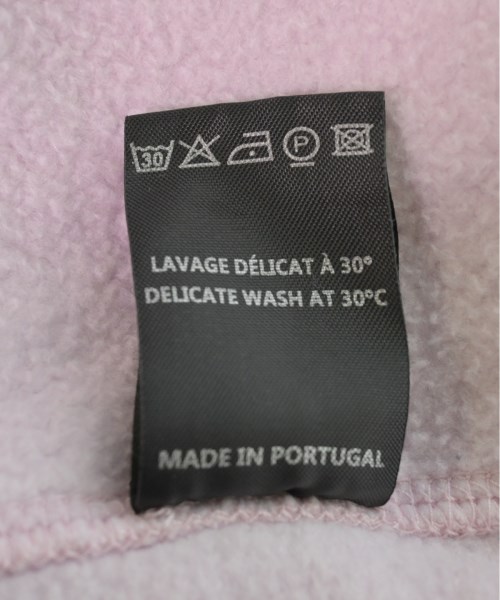 30 P
LAVAGE DÉLICAT À 30°
DELICATE WASH AT 30°C
MADE IN PORTUGAL